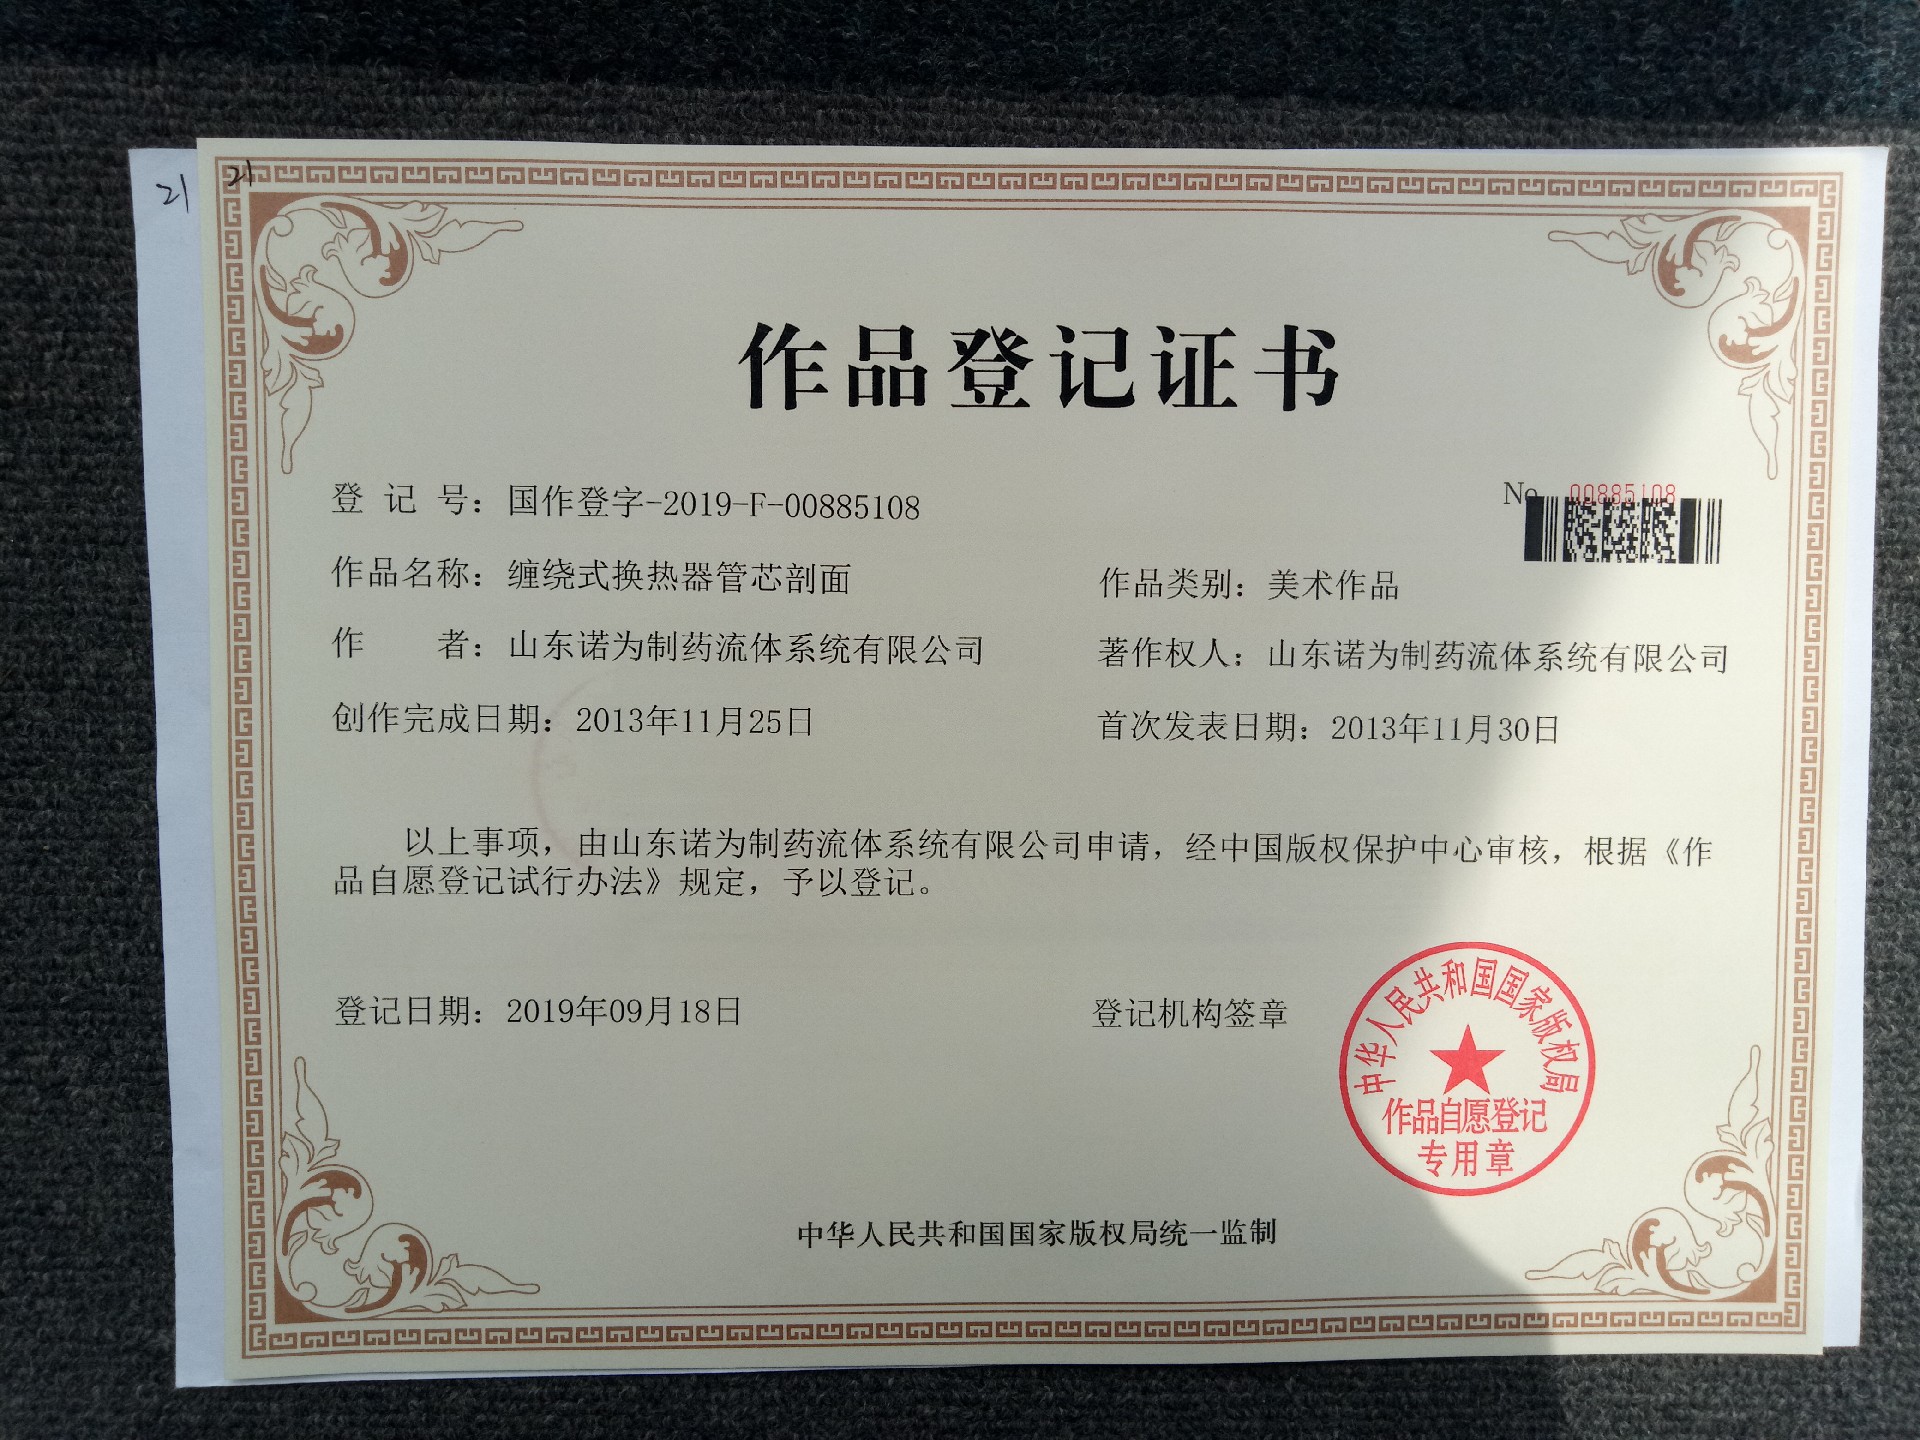 21
21
作品登记证书
登记号：国作登字-2019-F-00885108
No 00885108
作品名称：缠绕式换热器管芯剖面
作品类别：美术作品
作者：山东诺为制药流体系统有限公司
著作权人：山东诺为制药流体系统有限公司
创作完成日期：2013年11月25日
首次发表日期：2013年11月30日
以上事项，由山东诺为制药流体系统有限公司申请，经中国版权保护中心审核，根据《作
品自愿登记试行办法》规定，予以登记。
登记日期：2019年09月18日
登记机构签章
中华人民共和国国家版权局
作品自愿登记
专用章
中华人民共和国国家版权局统一监制